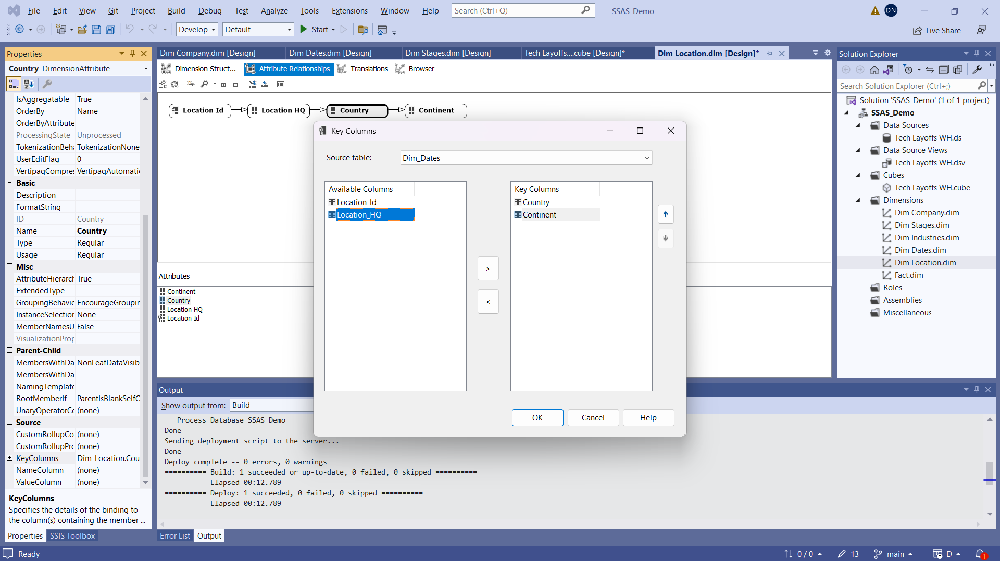 File Edit View Git Project Build Debug Test Analyze Tools Extensions Window Help Search (Ctrl+Q) SSAS_Demo DN
Develop Default Start Live Share
Properties
Country DimensionAttribute
IsAggregatable True
OrderBy Name
OrderByAttribute
ProcessingState Unprocessed
TokenizationBeha TokenizationNone
UserEditFlag 0
VertipaqCompres VertipaqAutomatic
Basic
Description
FormatString
ID Country
Name Country
Type Regular
Usage Regular
Misc
AttributeHierarch True
ExtendedType
GroupingBehavic EncourageGroupin
InstanceSelection None
MemberNamesU False
VisualizationProp
Parent-Child
MembersWithDa NonLeafDataVisib
MembersWithDa
NamingTemplate
RootMemberIf ParentIsBlankSelfO
UnaryOperatorCo (none)
Source
CustomRollupCo (none)
CustomRollupPro (none)
KeyColumns Dim_Location.Cou
NameColumn (none)
ValueColumn (none)
KeyColumns
Specifies the details of the binding to
the column(s) containing the member ...
Properties SSIS Toolbox
Dim Company.dim [Design] Dim Dates.dim [Design] Dim Stages.dim [Design] Tech Layoffs....cube [Design]* Dim Location.dim [Design]*
Dimension Struct... Attribute Relationships Translations Browser
Location Id Location HQ Country Continent
Attributes
Continent
Country
Location HQ
Location Id
Key Columns
Source table: Dim_Dates
Available Columns
Location_Id
Location_HQ
>
<
Key Columns
Country
Continent
OK Cancel Help
Output
Show output from: Build
Process Database SSAS_Demo
Done
Sending deployment script to the server...
Done
Deploy complete -- 0 errors, 0 warnings
========== Build: 1 succeeded or up-to-date, 0 failed, 0 skipped ==========
========== Elapsed 00:12.789 ==========
========== Deploy: 1 succeeded, 0 failed, 0 skipped ==========
========== Elapsed 00:12.789 ==========
Error List Output
Solution Explorer
Search Solution Explorer (Ctrl+;)
Solution 'SSAS_Demo' (1 of 1 project)
SSAS_Demo
Data Sources
Tech Layoffs WH.ds
Data Source Views
Tech Layoffs WH.dsv
Cubes
Tech Layoffs WH.cube
Dimensions
Dim Company.dim
Dim Stages.dim
Dim Industries.dim
Dim Dates.dim
Dim Location.dim
Fact.dim
Roles
Assemblies
Miscellaneous
Ready 0 / 0 13 main D 1